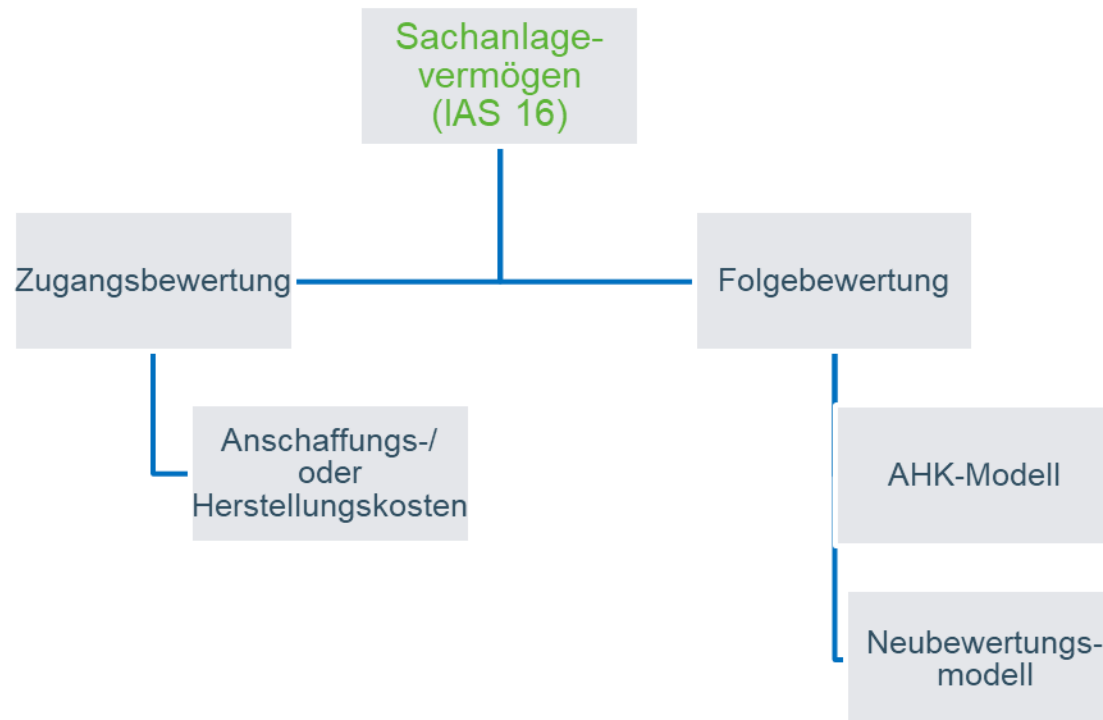 Sachanlage-
vermögen
(IAS 16)
Zugangsbewertung
Folgebewertung
Anschaffungs-/
oder
Herstellungskosten
AHK-Modell
Neubewertungs-
modell